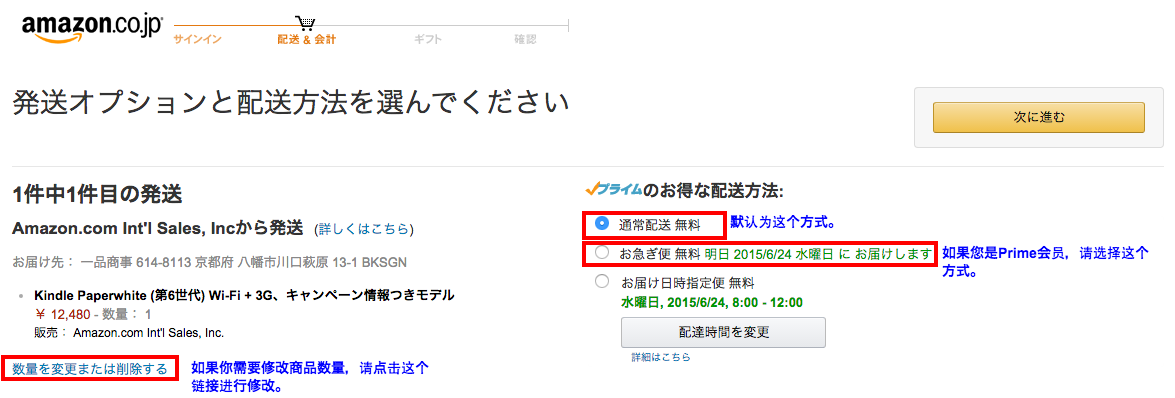 amazon.co.jp
サインイン
配送 & 会計
ギフト
確認
発送オプションと配送方法を選んでください
次に進む
1件中1件目の発送
Amazon.com Int'l Sales, Incから発送 (詳しくはこちら)
お届け先： 一品商事 614-8113 京都府 八幡市川口萩原 13-1 BKSGN
• Kindle Paperwhite (第6世代) Wi-Fi + 3G、キャンペーン情報つきモデル
￥ 12,480 - 数量： 1
販売： Amazon.com Int'l Sales, Inc.
数量を変更または削除する
如果你需要修改商品数量，请点击这个
链接进行修改。
プライムのお得な配送方法:
通常配送 無料
默认为这个方式。
お急ぎ便 無料 明日 2015/6/24 水曜日 に お届けします
如果您是Prime会员，请选择这个
方式。
お届け日時指定便 無料
水曜日, 2015/6/24, 8:00 - 12:00
配達時間を変更
詳細はこちら